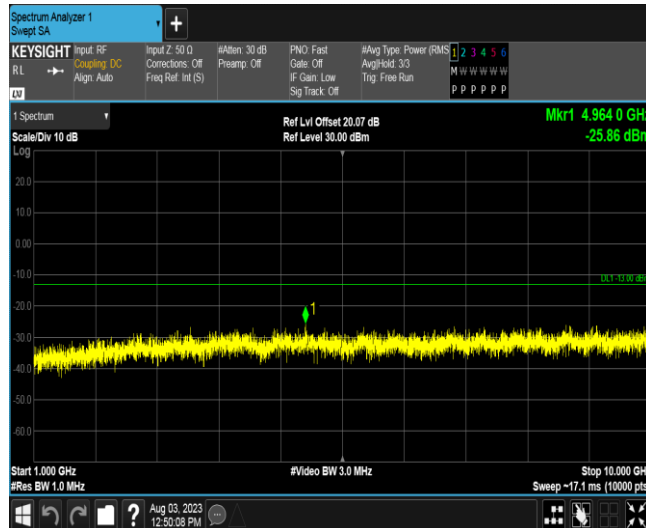 Spectrum Analyzer 1
Swept SA
+
KEYSIGHT
RL
LXI
Input: RF
Coupling: DC
Align: Auto
Input Z: 50 Ω
Corrections: Off
Freq Ref: Int (S)
#Atten: 30 dB
Preamp: Off
PNO: Fast
Gate: Off
IF Gain: Low
Sig Track: Off
#Avg Type: Power (RMS
Avg|Hold: 3/3
Trig: Free Run
1 2 3 4 5 6
M W W W W W
P P P P P P
1 Spectrum
Scale/Div 10 dB
Log
Ref Lvl Offset 20.07 dB
Ref Level 30.00 dBm
Mkr1 4.964 0 GHz
-25.86 dBm
20.0
10.0
0.00
-10.0
DL1 -13.00 dBm
-20.0
1
-30.0
-40.0
-50.0
-60.0
Start 1.000 GHz
#Res BW 1.0 MHz
#Video BW 3.0 MHz
Stop 10.000 GHz
Sweep ~17.1 ms (10000 pts
?
Aug 03, 2023
12:50:08 PM